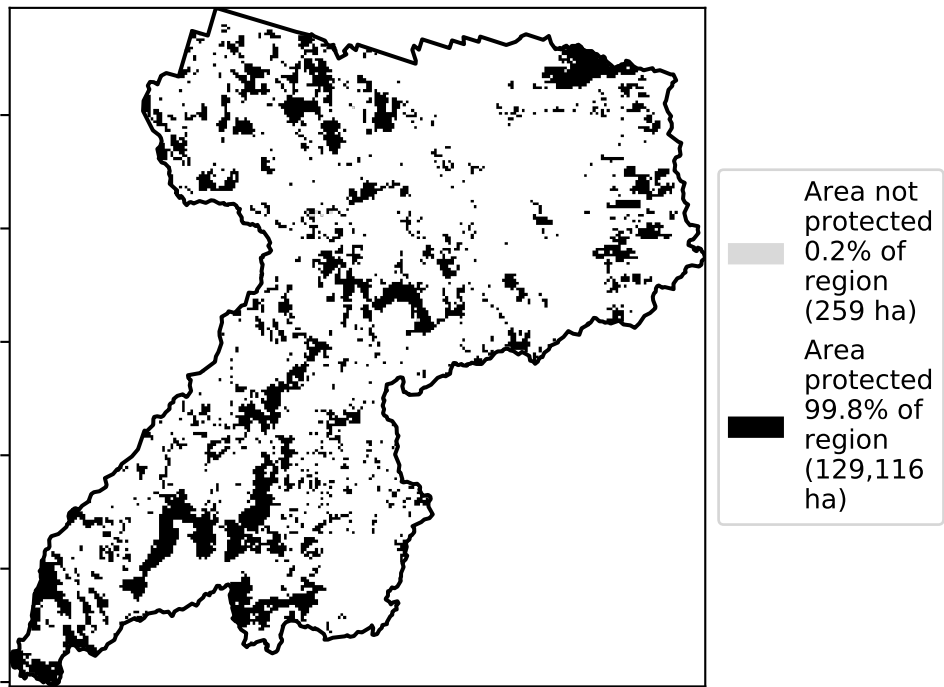 Area not
protected
0.2% of
region
(259 ha)
Area
protected
99.8% of
region
(129,116
ha)